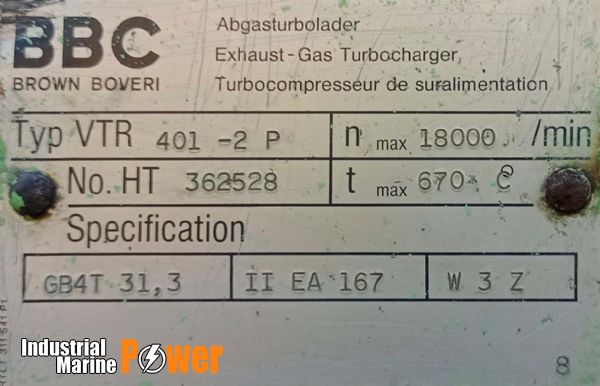 BBC
BROWN BOVERI
Abgasturbolader
Exhaust-Gas Turbocharger
Turbocompresseur de suralimentation
Typ VTR 401 -2 P
n max 18000 /min
No. HT 362528
t max 670 C
Specification
GB4T 31,3
II EA 167
W 3 Z
8
Industrial
Marine
Power